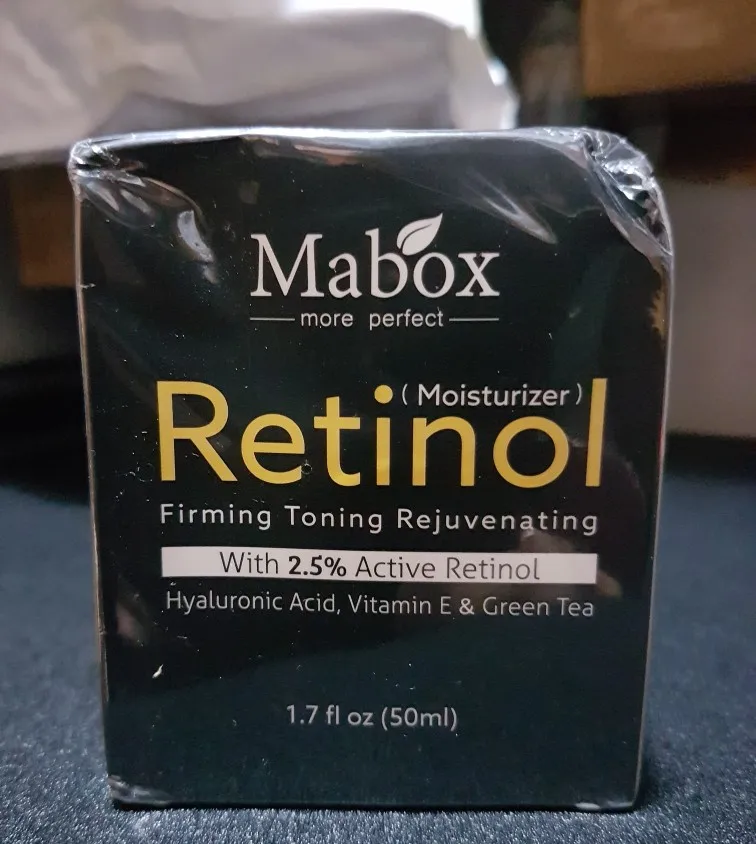 Mabox
more perfect
(Moisturizer)
Retinol
Firming Toning Rejuvenating
With 2.5% Active Retinol
Hyaluronic Acid, Vitamin E & Green Tea
1.7 fl oz (50ml)